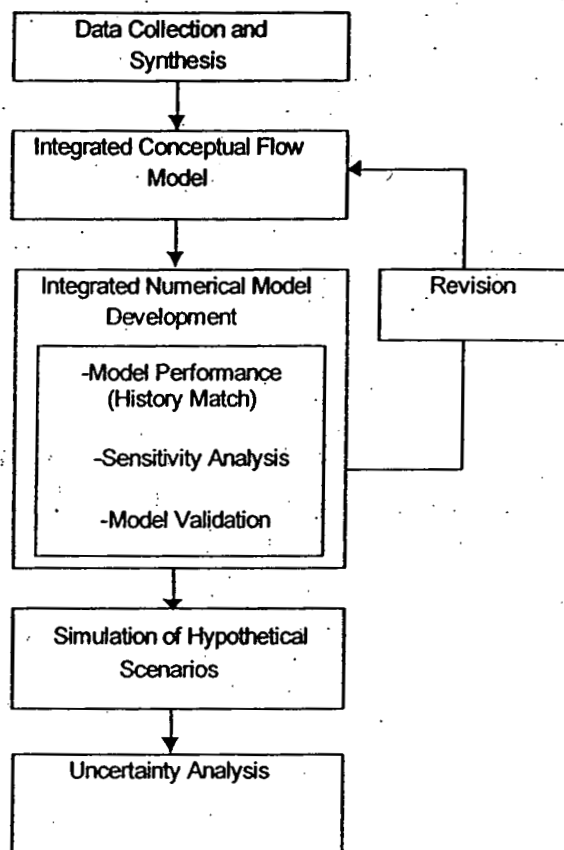 Data Collection and
Synthesis
Integrated Conceptual Flow
Model
Integrated Numerical Model
Development
Revision
-Model Performance
(History Match)
-Sensitivity Analysis
-Model Validation
Simulation of Hypothetical
Scenarios
Uncertainty Analysis